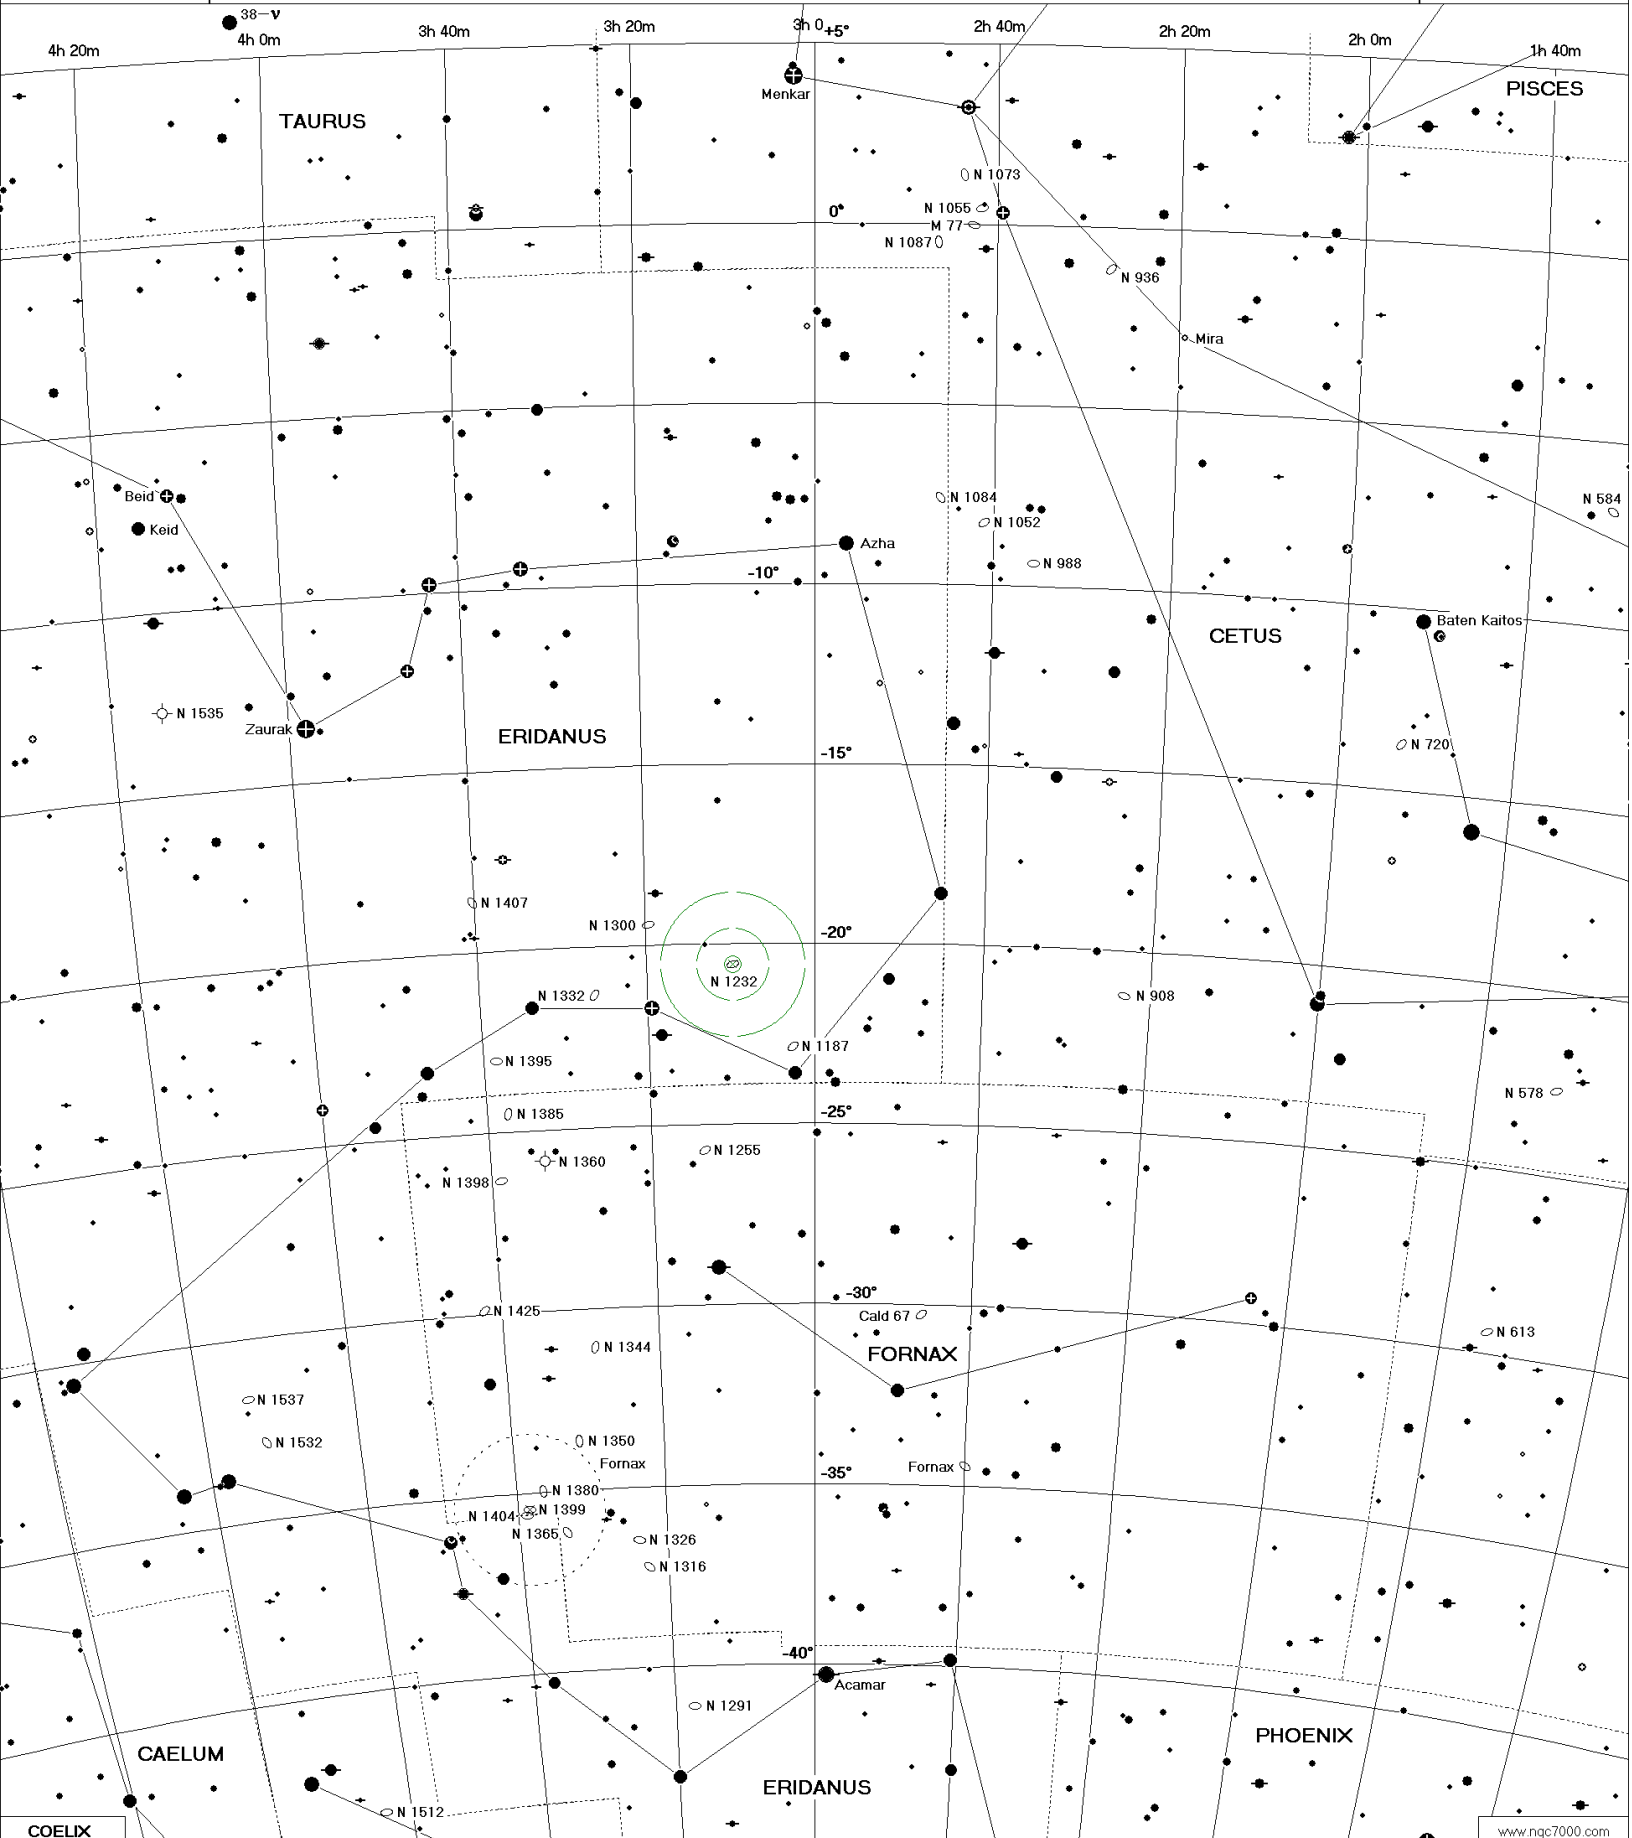 38-ν
4h 20m
4h 0m
3h 40m
3h 20m
3h 0
+5°
2h 40m
2h 20m
2h 0m
1h 40m
Menkar
PISCES
TAURUS
N 1073
N 1055
0°
M 77
N 1087
N 936
Mira
Beid
N 1084
N 584
Keid
N 1052
Azha
N 988
-10°
Baten Kaitos
CETUS
N 1535
Zaurak
ERIDANUS
N 720
-15°
N 1407
N 1300
-20°
N 1232
N 1332
N 908
N 1187
N 1395
N 578
N 1385
-25°
N 1255
N 1360
N 1398
-30°
N 1425
Cald 67
N 613
N 1344
FORNAX
N 1537
N 1532
N 1350
Fornax
Fornax
-35°
N 1380
N 1399
N 1404
N 1365
N 1326
N 1316
-40°
Acamar
N 1291
PHOENIX
CAELUM
ERIDANUS
N 1512
COELIX
www.ngc7000.com